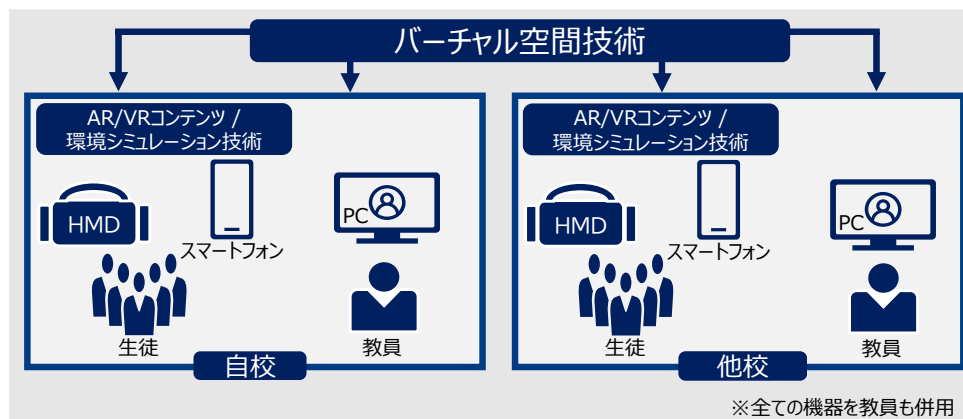 バーチャル空間技術
AR/VRコンテンツ /
環境シミュレーション技術
HMD
スマートフォン
PC
生徒
教員
自校
AR/VRコンテンツ /
環境シミュレーション技術
HMD
スマートフォン
PC
生徒
教員
他校
※全ての機器を教員も併用